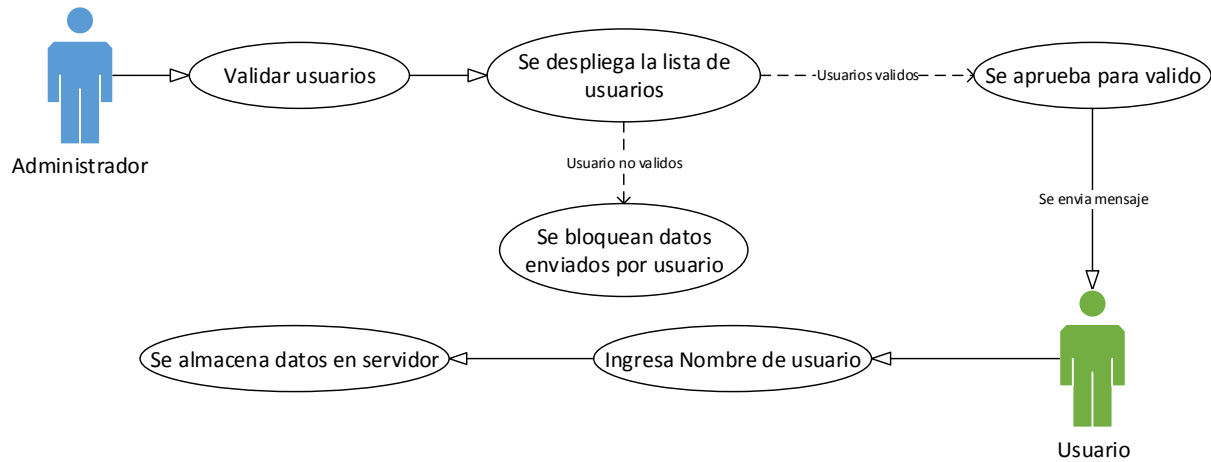 Administrador
Validar usuarios
Se despliega la lista de
usuarios
Usuarios validos
Se aprueba para valido
Usuario no validos
Se bloquean datos
enviados por usuario
Se envia mensaje
Usuario
Ingresa Nombre de usuario
Se almacena datos en servidor